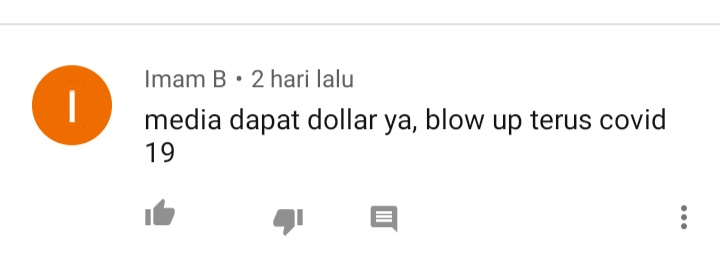 I
Imam B • 2 hari lalu
media dapat dollar ya, blow up terus covid
19